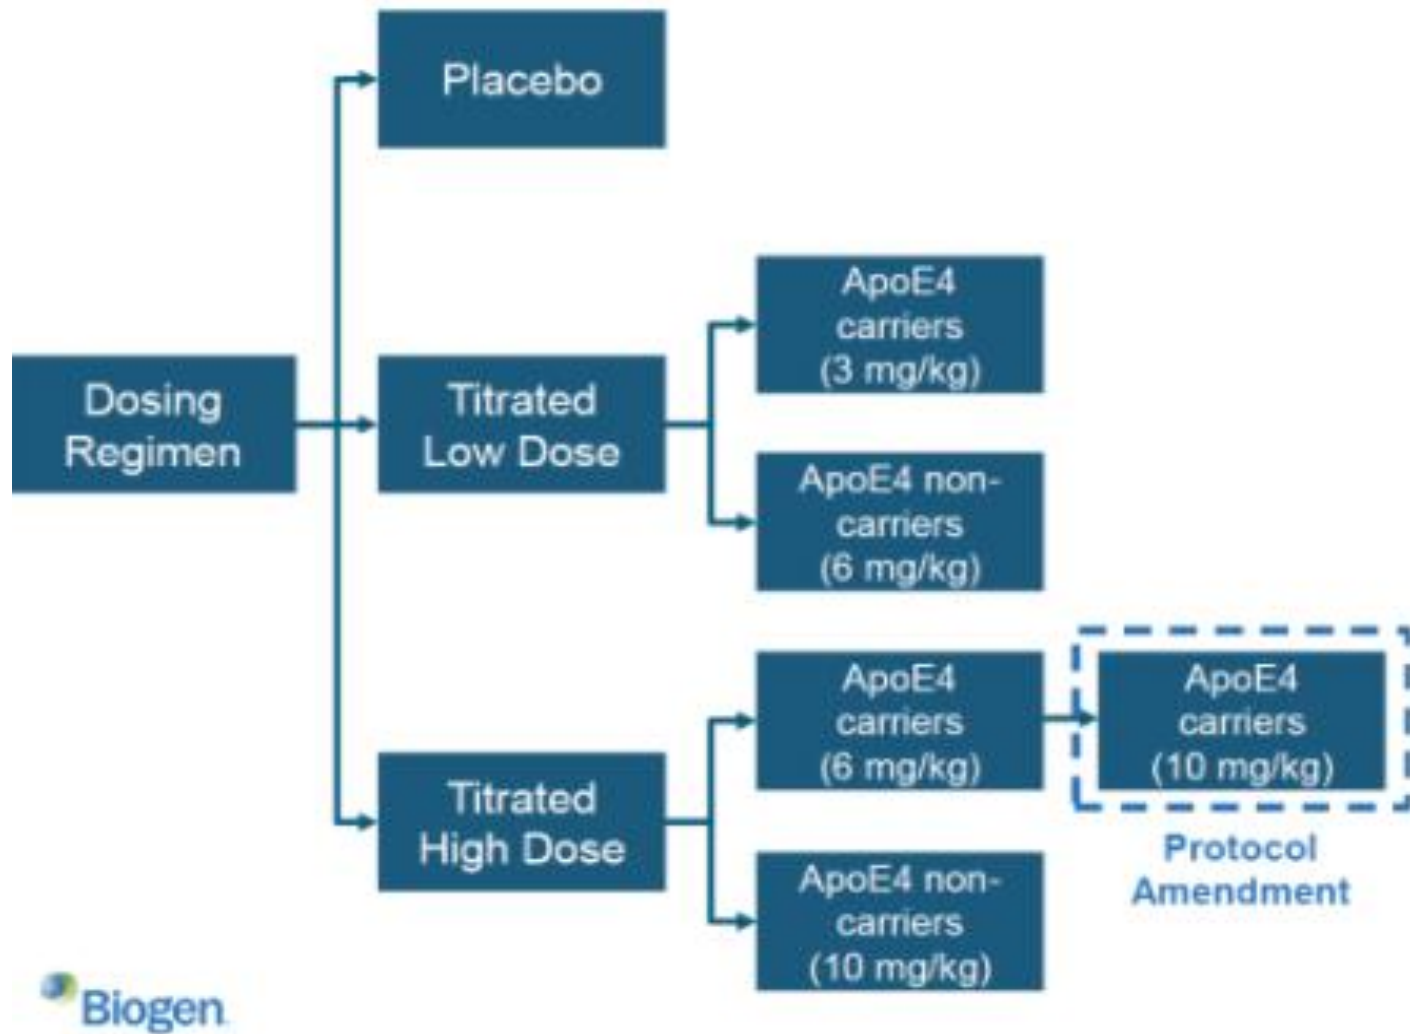 Placebo
Dosing
Regimen
Titrated
Low Dose
ApoE4
carriers
(3 mg/kg)
ApoE4 non-
carriers
(6 mg/kg)
Titrated
High Dose
ApoE4
carriers
(6 mg/kg)
ApoE4
carriers
(10 mg/kg)
Protocol
Amendment
ApoE4 non-
carriers
(10 mg/kg)
Biogen